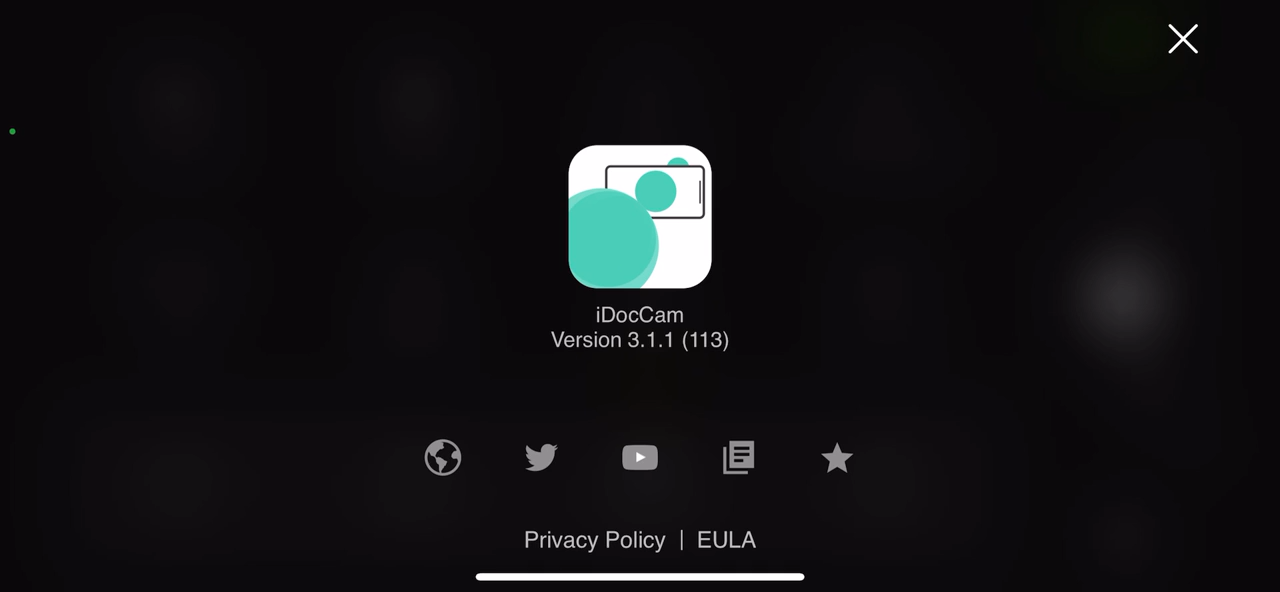 iDocCam
Version 3.1.1 (113)
Privacy Policy | EULA